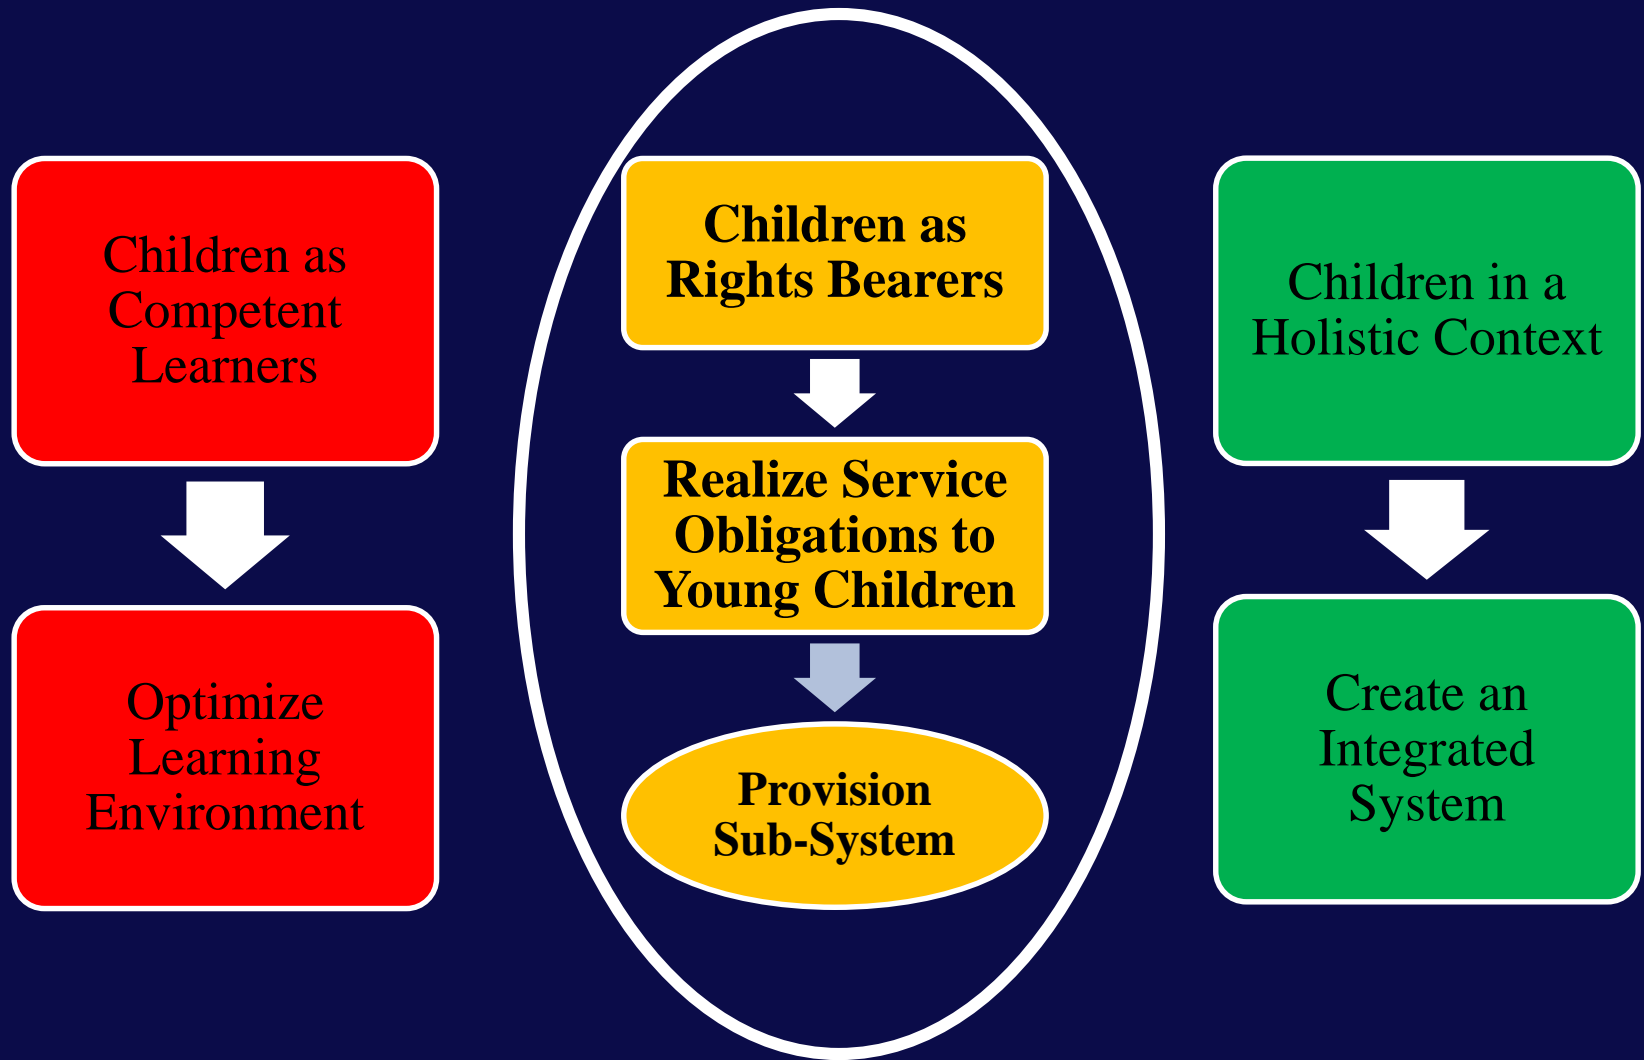 Children as
Competent
Learners
Optimize
Learning
Environment
Children as
Rights Bearers
Realize Service
Obligations to
Young Children
Provision
Sub-System
Children in a
Holistic Context
Create an
Integrated
System